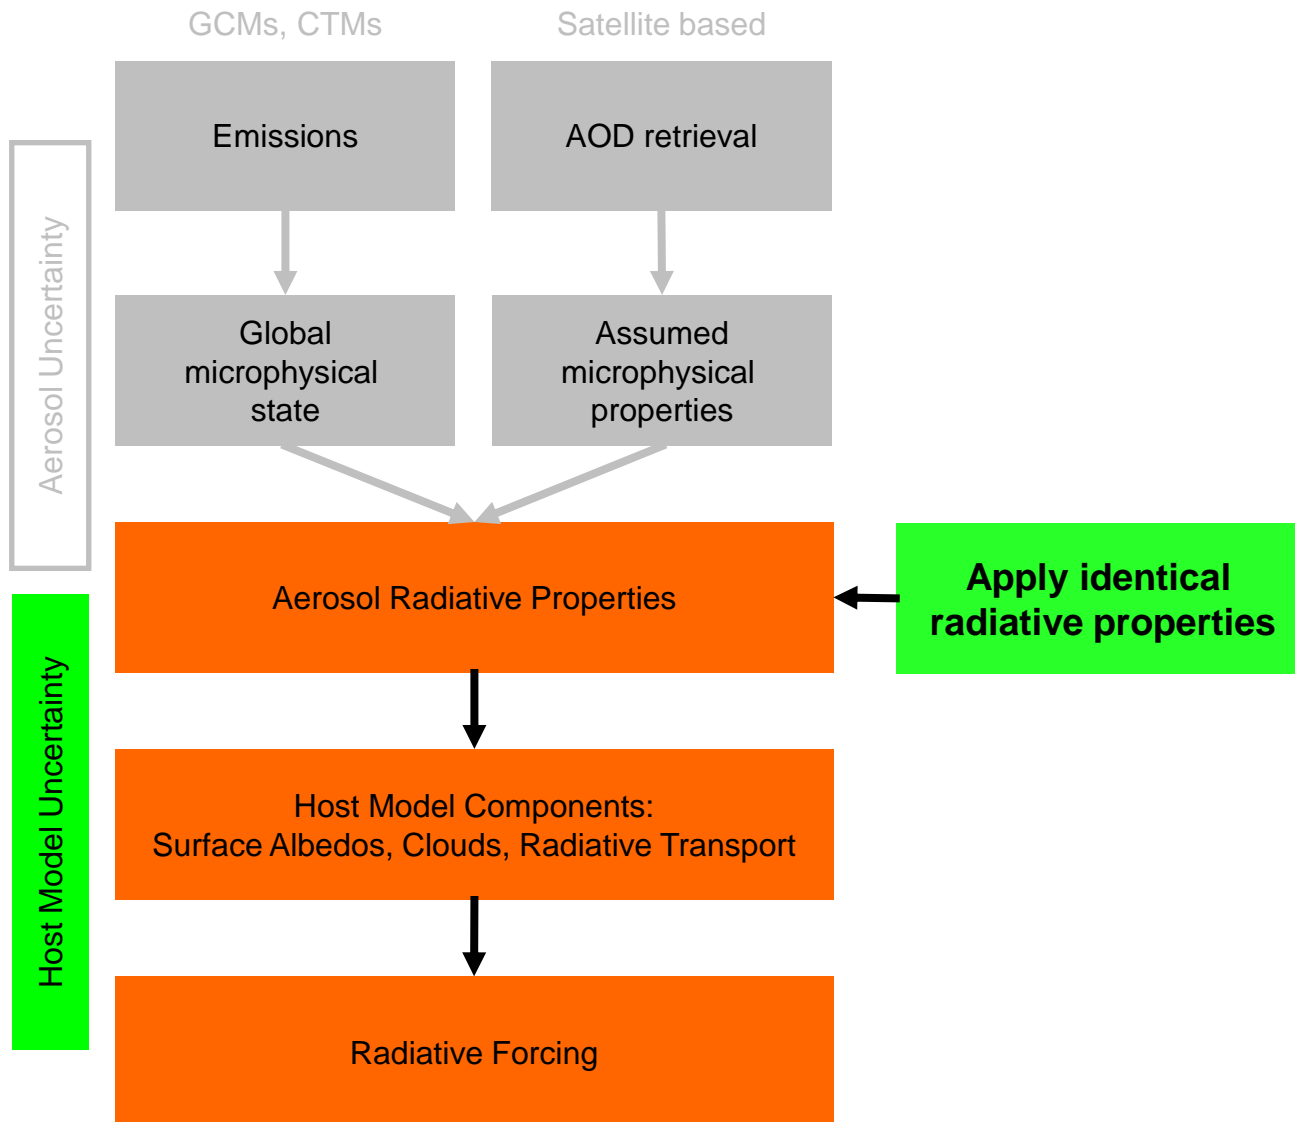 GCMs, CTMs
Satellite based
Emissions
AOD retrieval
Aerosol Uncertainty
Global
microphysical
state
Assumed
microphysical
properties
Aerosol Radiative Properties
Apply identical
radiative properties
Host Model Uncertainty
Host Model Components:
Surface Albedos, Clouds, Radiative Transport
Radiative Forcing